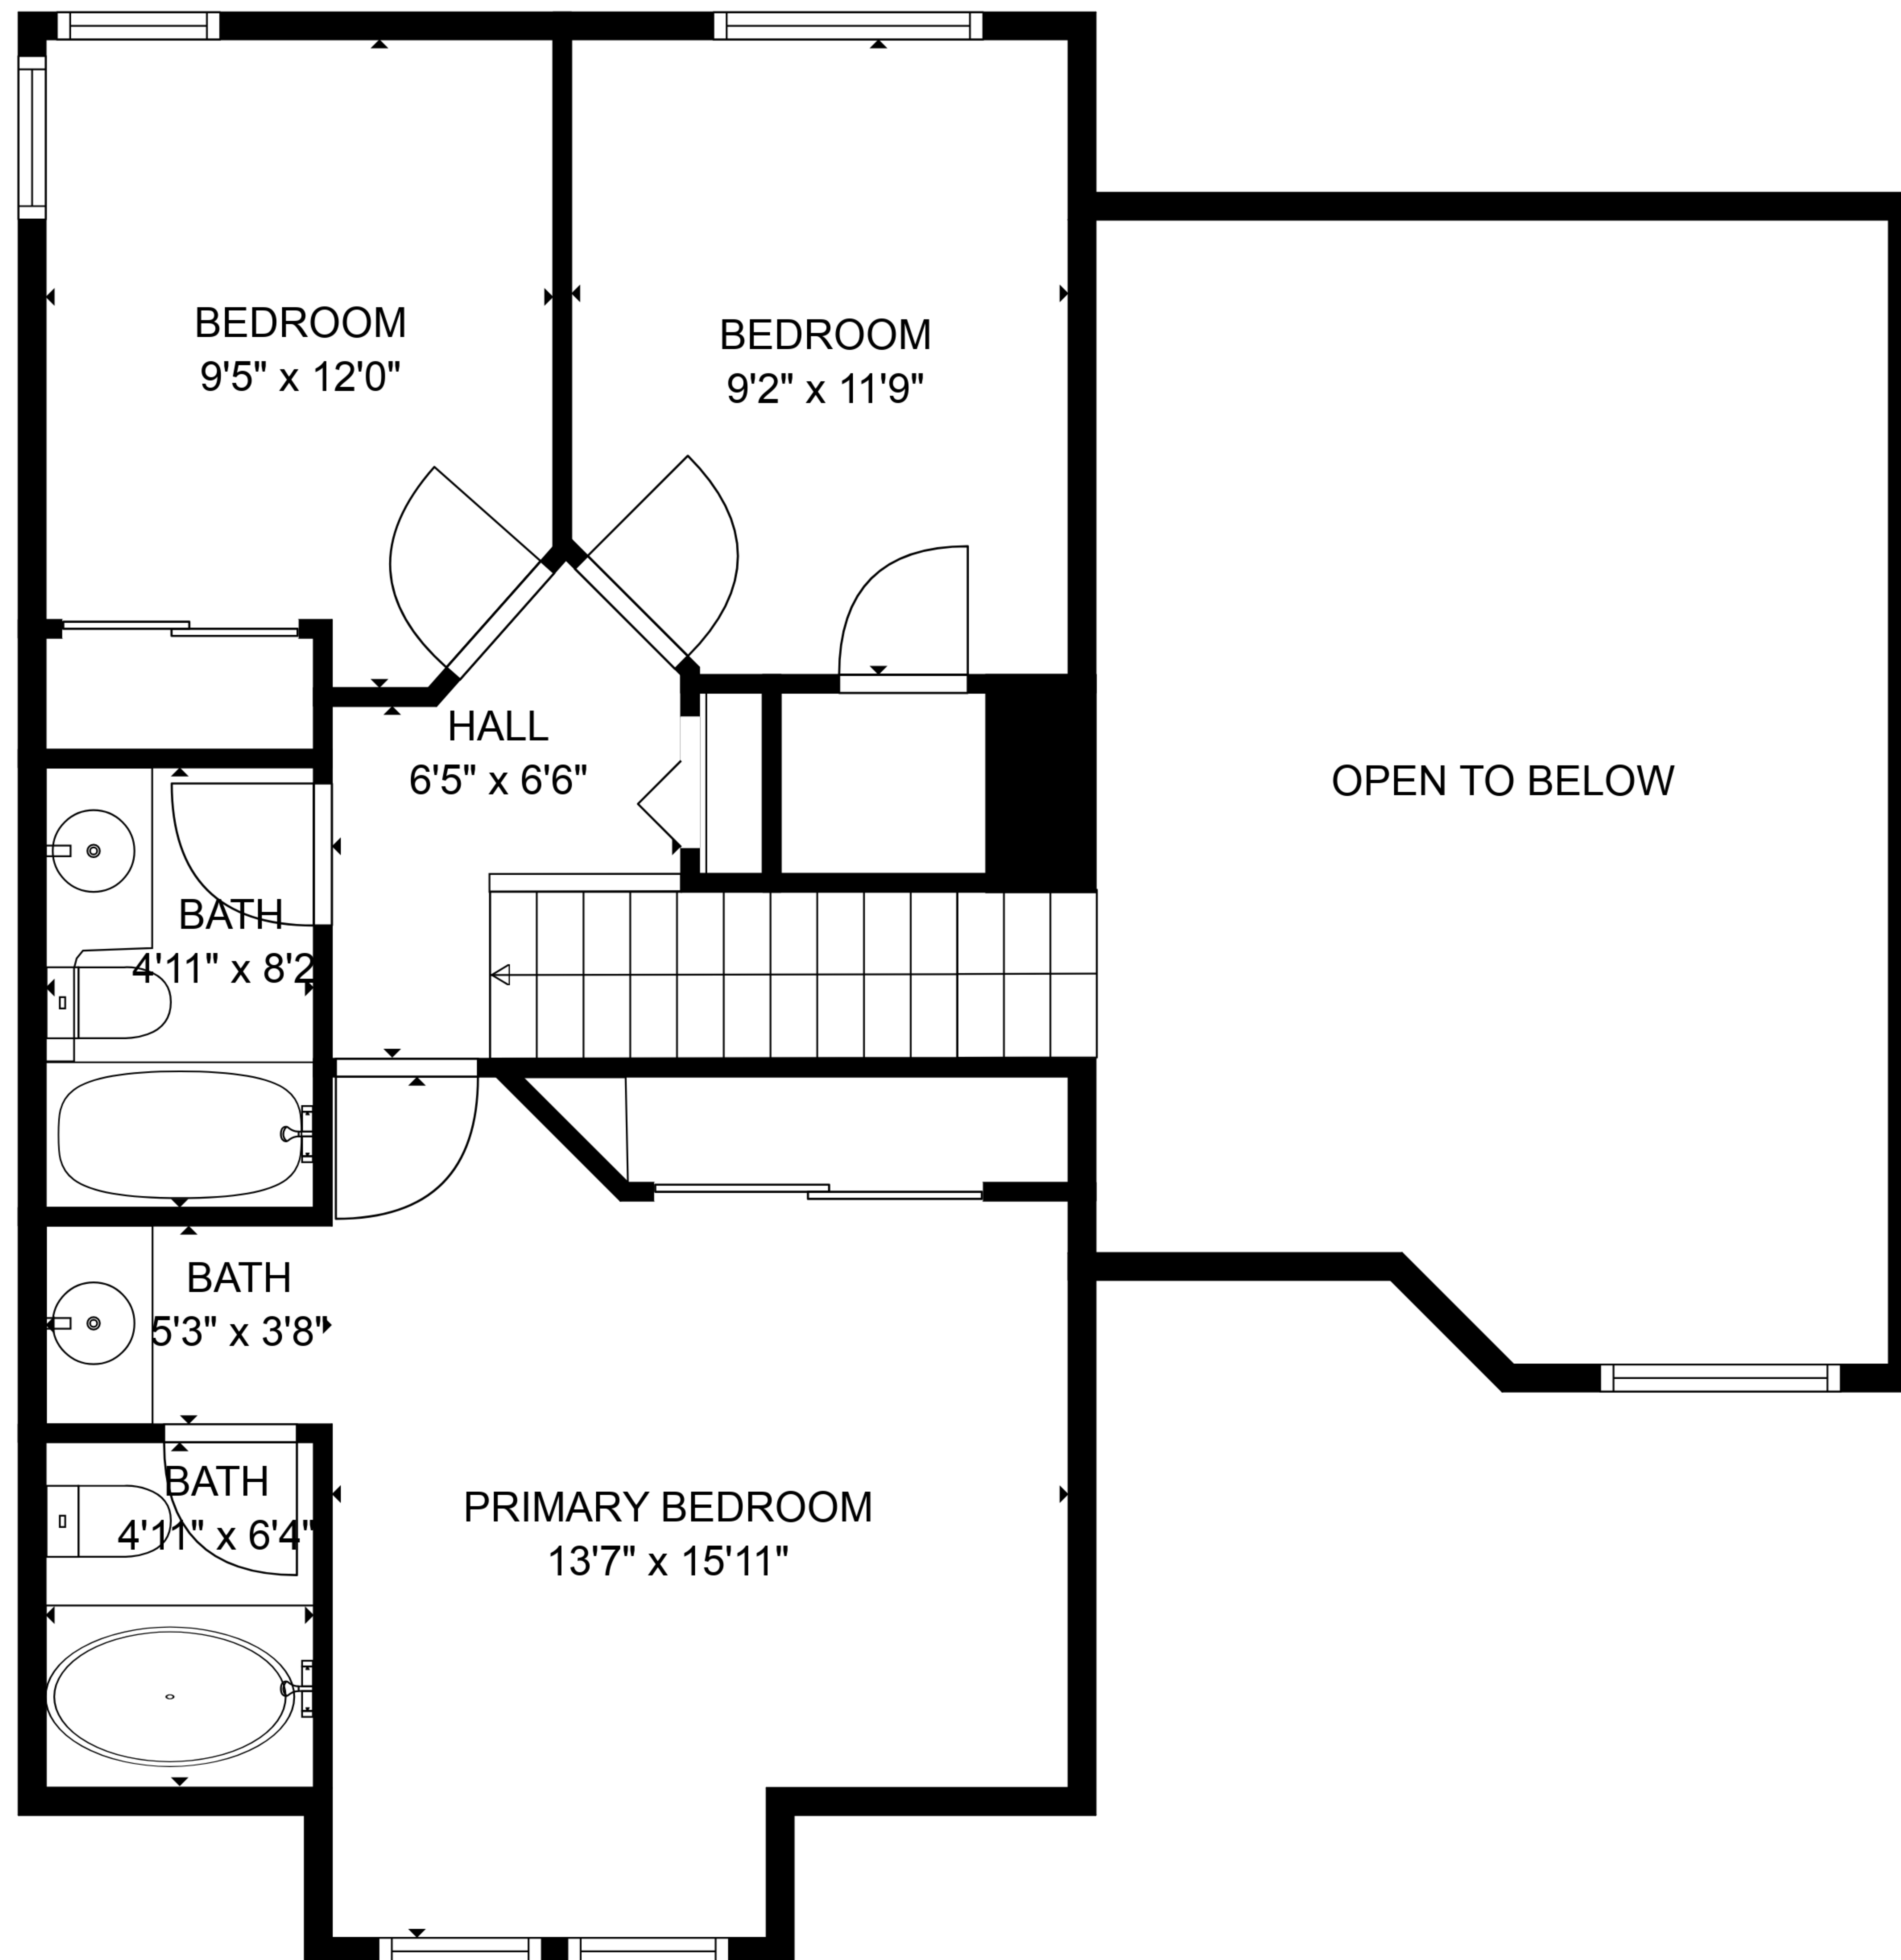 BEDROOM
9'5" x 12'0"
BEDROOM
9'2" x 11'9"
HALL
6'5" x 6'6"
OPEN TO BELOW
BATH
4'11" x 8'2
BATH
5'3" x 3'8"
BATH
4'11" x 6'4"
PRIMARY BEDROOM
13'7" x 15'11"